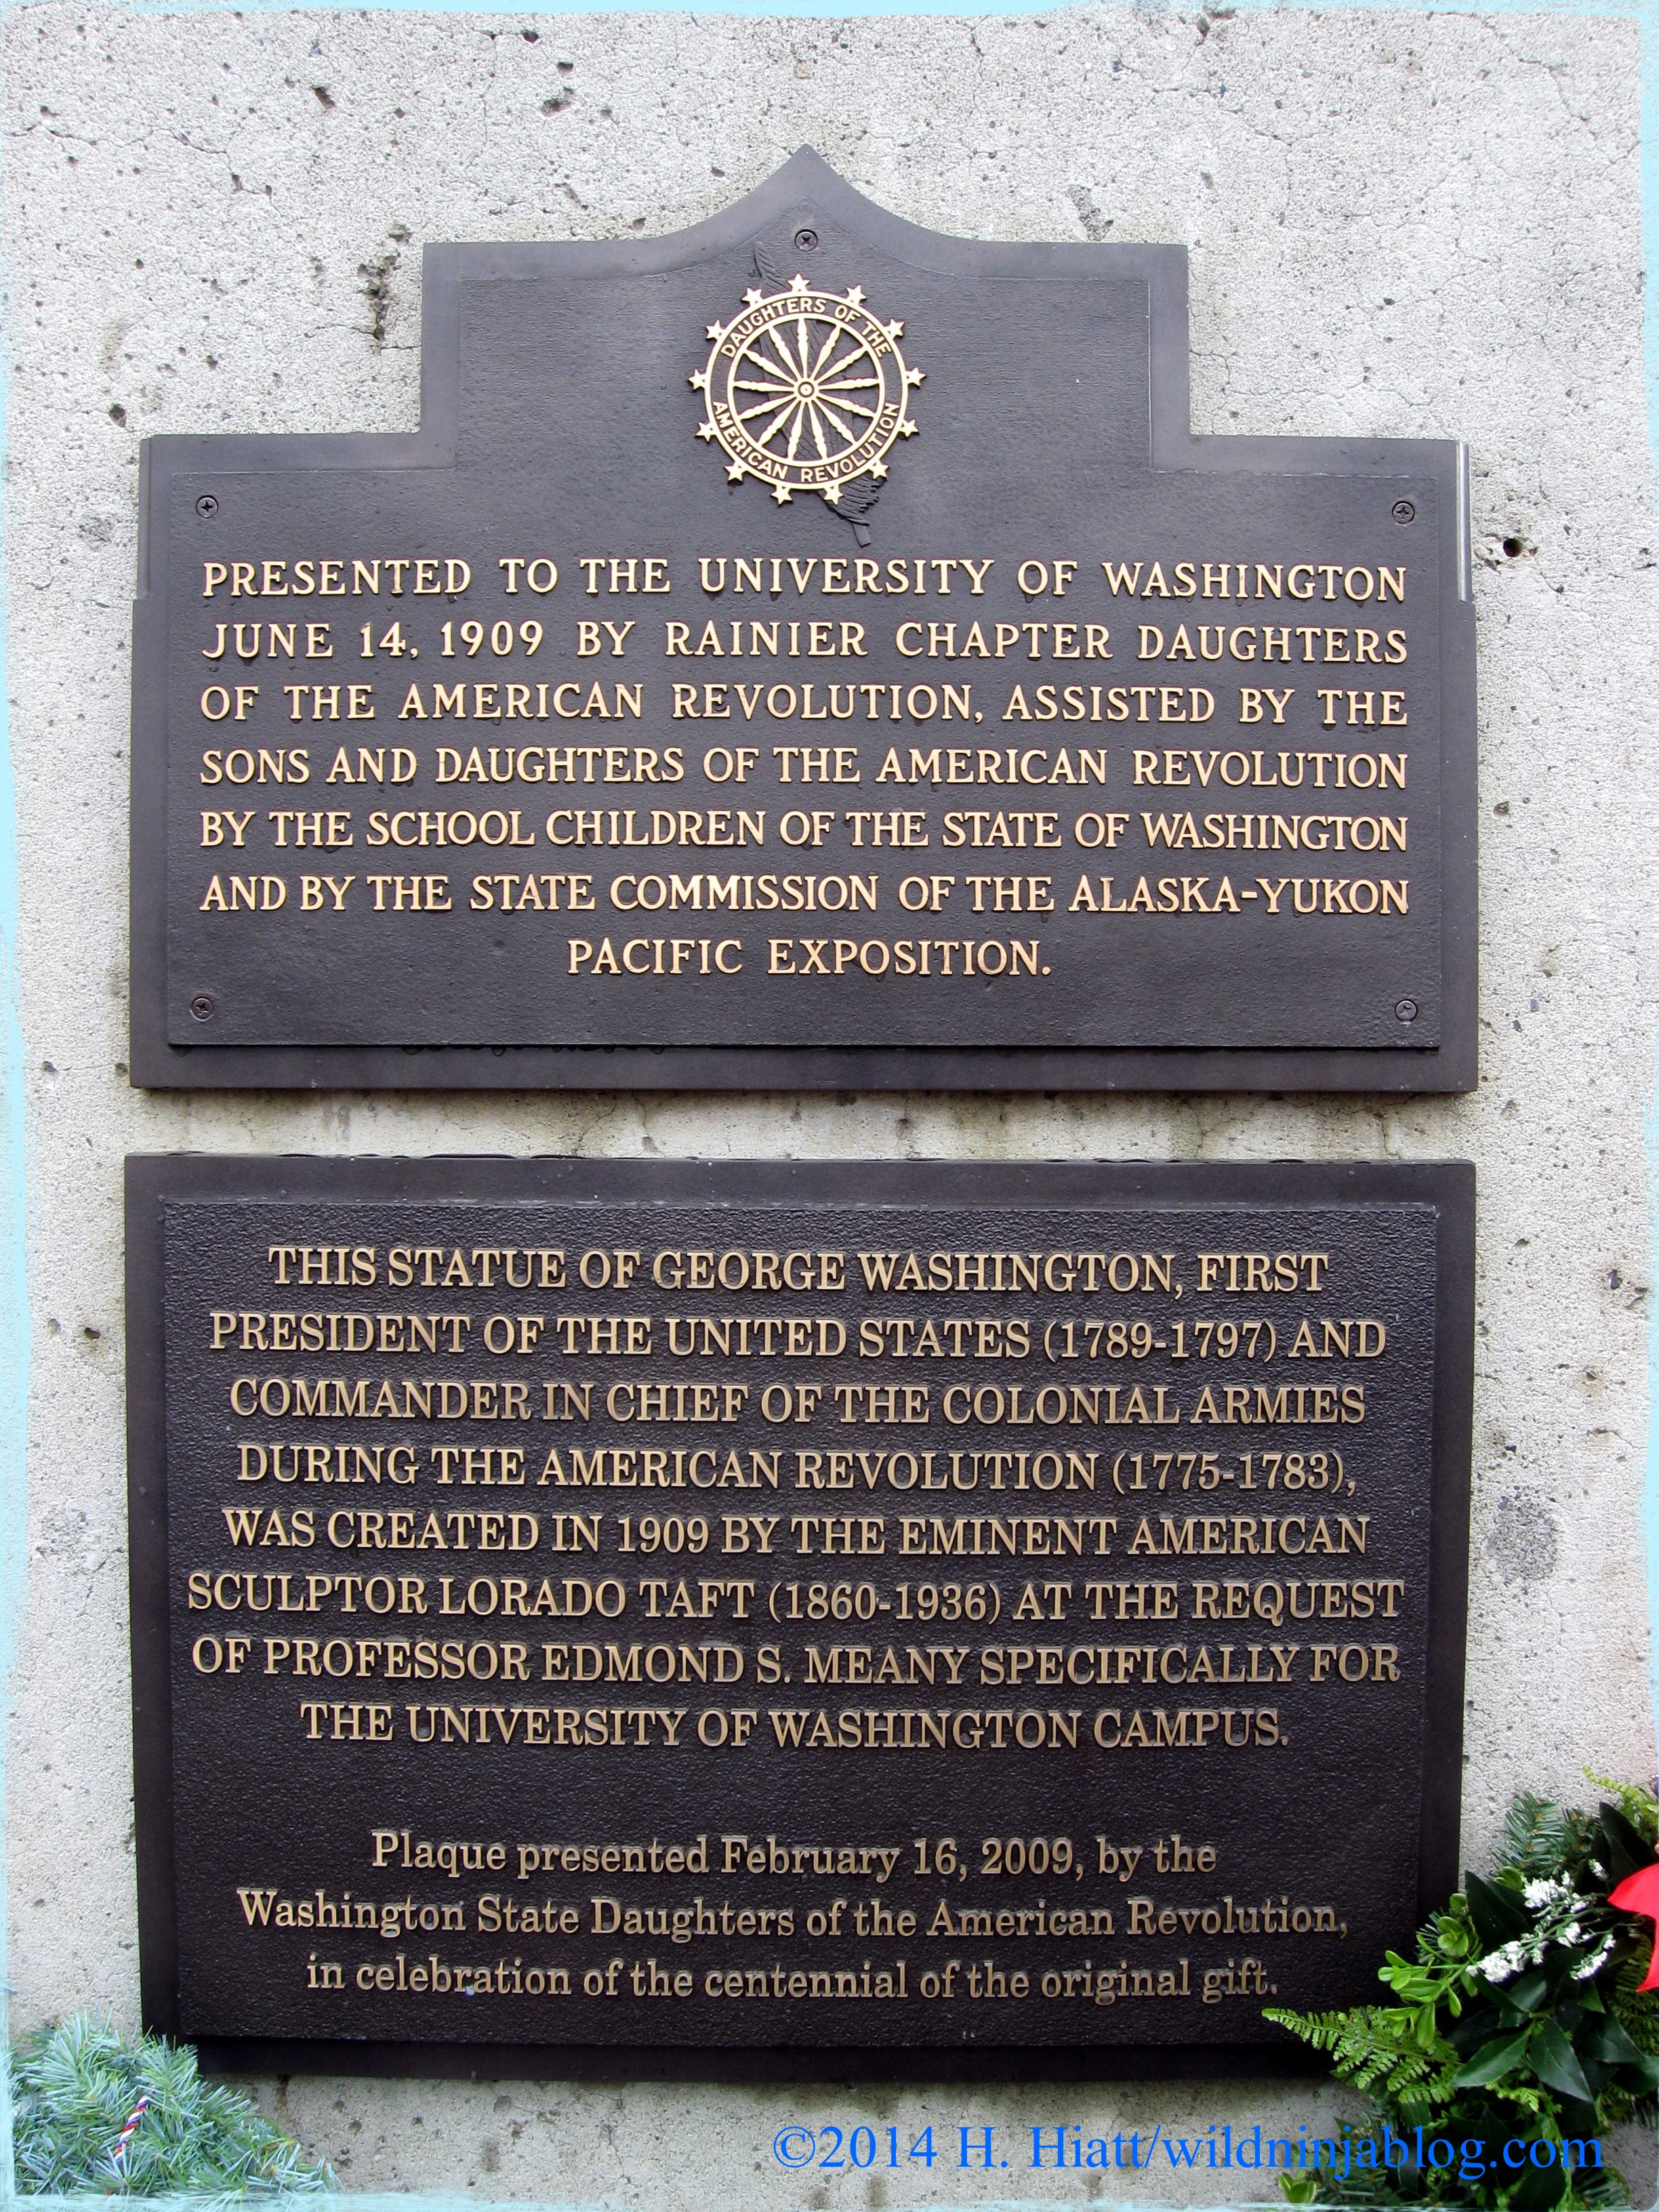 DAUGHTERS OF THE
AMERICAN REVOLUTION
PRESENTED TO THE UNIVERSITY OF WASHINGTON
JUNE 14, 1909 BY RAINIER CHAPTER DAUGHTERS
OF THE AMERICAN REVOLUTION, ASSISTED BY THE
SONS AND DAUGHTERS OF THE AMERICAN REVOLUTION
BY THE SCHOOL CHILDREN OF THE STATE OF WASHINGTON
AND BY THE STATE COMMISSION OF THE ALASKA-YUKON
PACIFIC EXPOSITION.
THIS STATUE OF GEORGE WASHINGTON, FIRST
PRESIDENT OF THE UNITED STATES (1789-1797) AND
COMMANDER IN CHIEF OF THE COLONIAL ARMIES
DURING THE AMERICAN REVOLUTION (1775-1783),
WAS CREATED IN 1909 BY THE EMINENT AMERICAN
SCULPTOR LORADO TAFT (1860-1936) AT THE REQUEST
OF PROFESSOR EDMOND S. MEANY SPECIFICALLY FOR
THE UNIVERSITY OF WASHINGTON CAMPUS.
Plaque presented February 16, 2009, by the
Washington State Daughters of the American Revolution,
in celebration of the centennial of the original gift.
©2014 H. Hiatt/wildninjablog.com